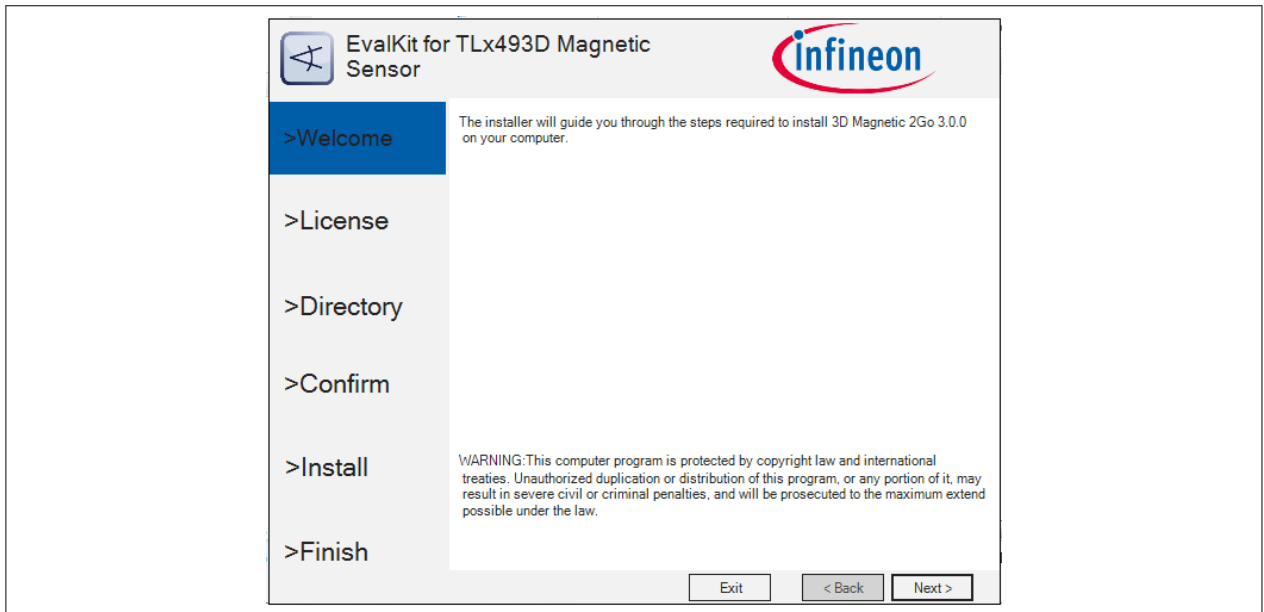 EvalKit for TLx493D Magnetic
Sensor
infineon
>Welcome
The installer will guide you through the steps required to install 3D Magnetic 2Go 3.0.0
on your computer.
>License
>Directory
>Confirm
>Install
WARNING:This computer program is protected by copyright law and international
treaties. Unauthorized duplication or distribution of this program, or any portion of it, may
result in severe civil or criminal penalties, and will be prosecuted to the maximum extend
possible under the law.
>Finish
Exit
< Back
Next >